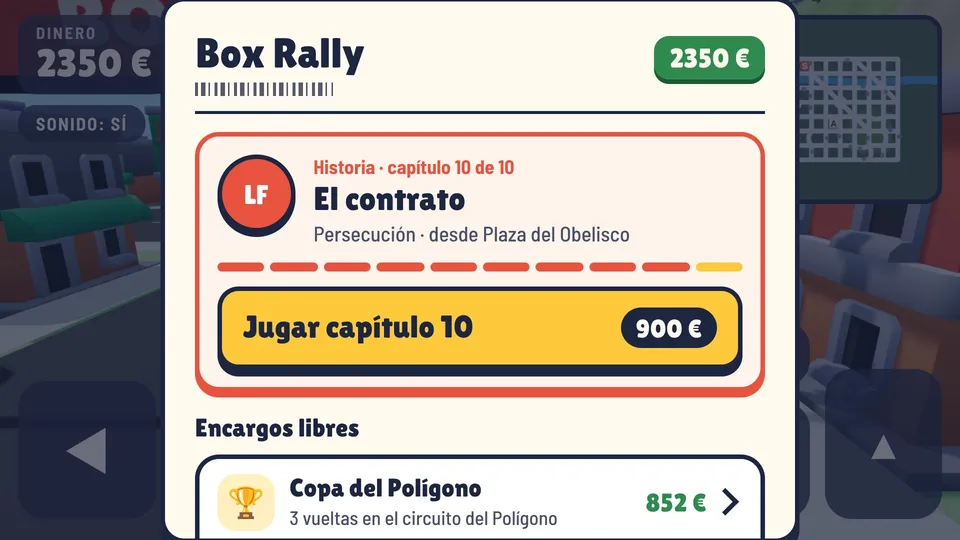 DINERO
2350 €
SONIDO: SÍ
Box Rally
2350 €
LF
Historia · capítulo 10 de 10
El contrato
Persecución · desde Plaza del Obelisco
Jugar capítulo 10
900 €
Encargos libres
Copa del Polígono
852 €
3 vueltas en el circuito del Polígono
S
A